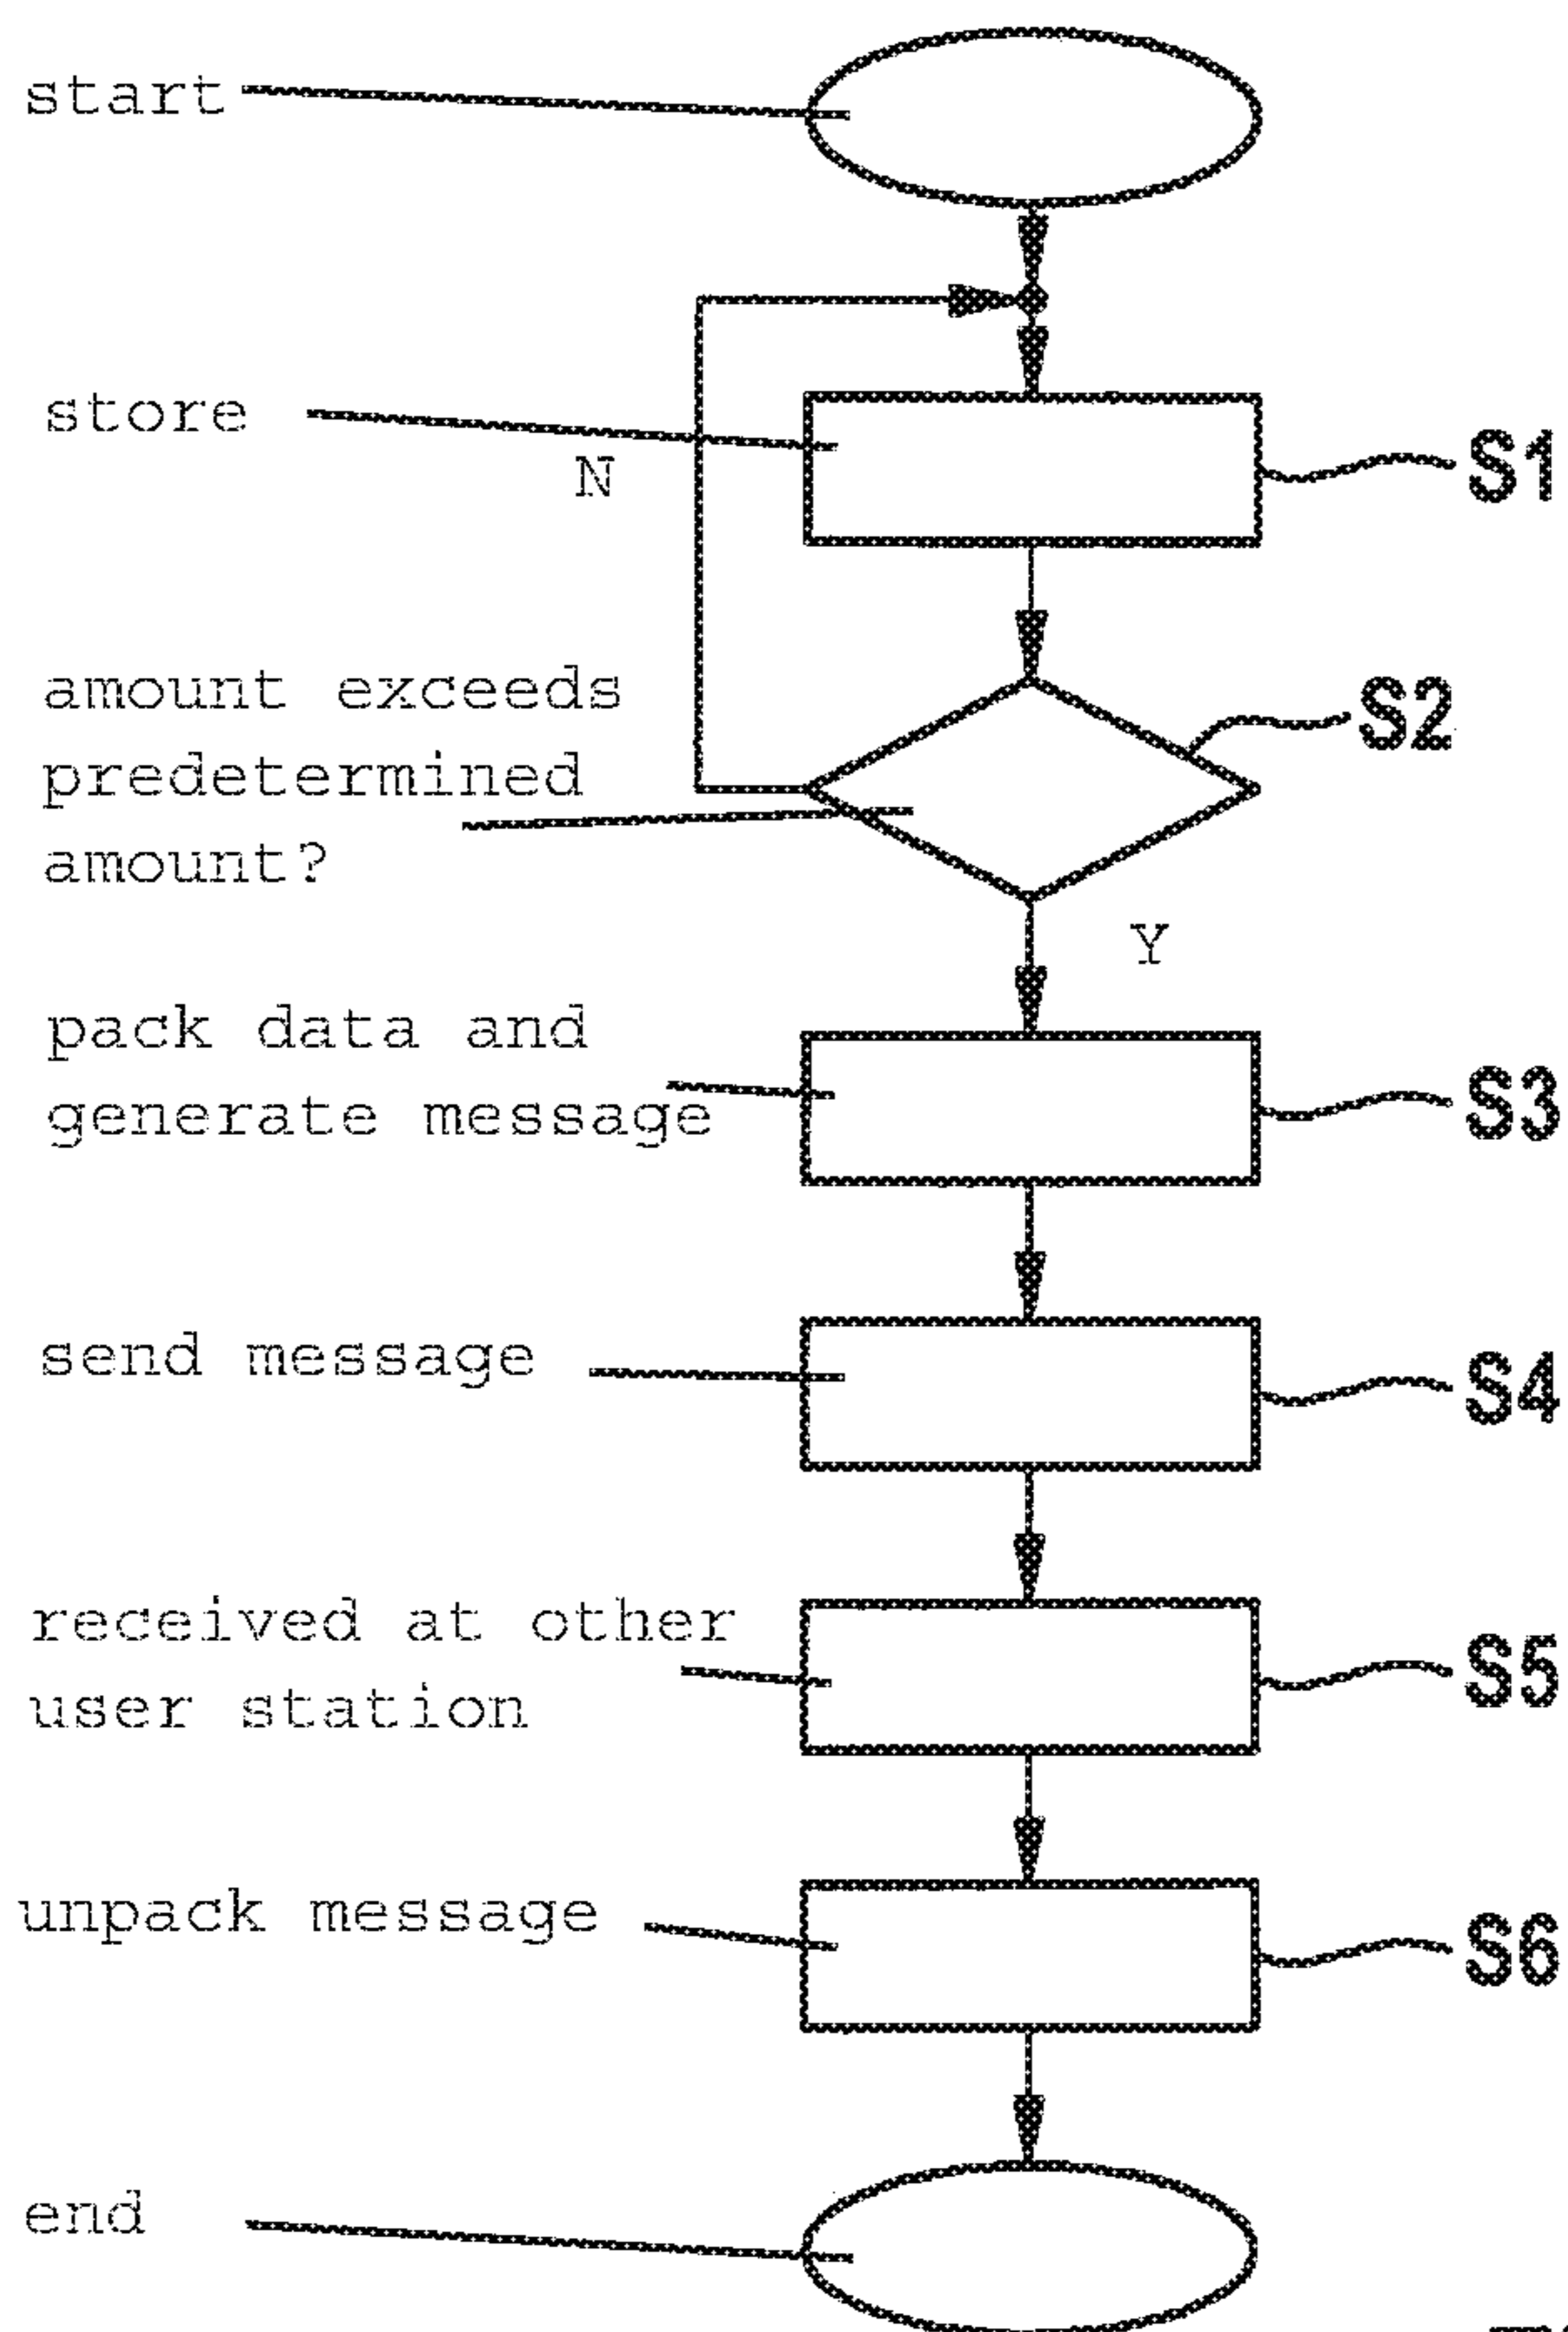 start
store
N
S1
amount exceeds
predetermined
amount?
S2
Y
pack data and
generate message
S3
send message
S4
received at other
user station
S5
unpack message
S6
end